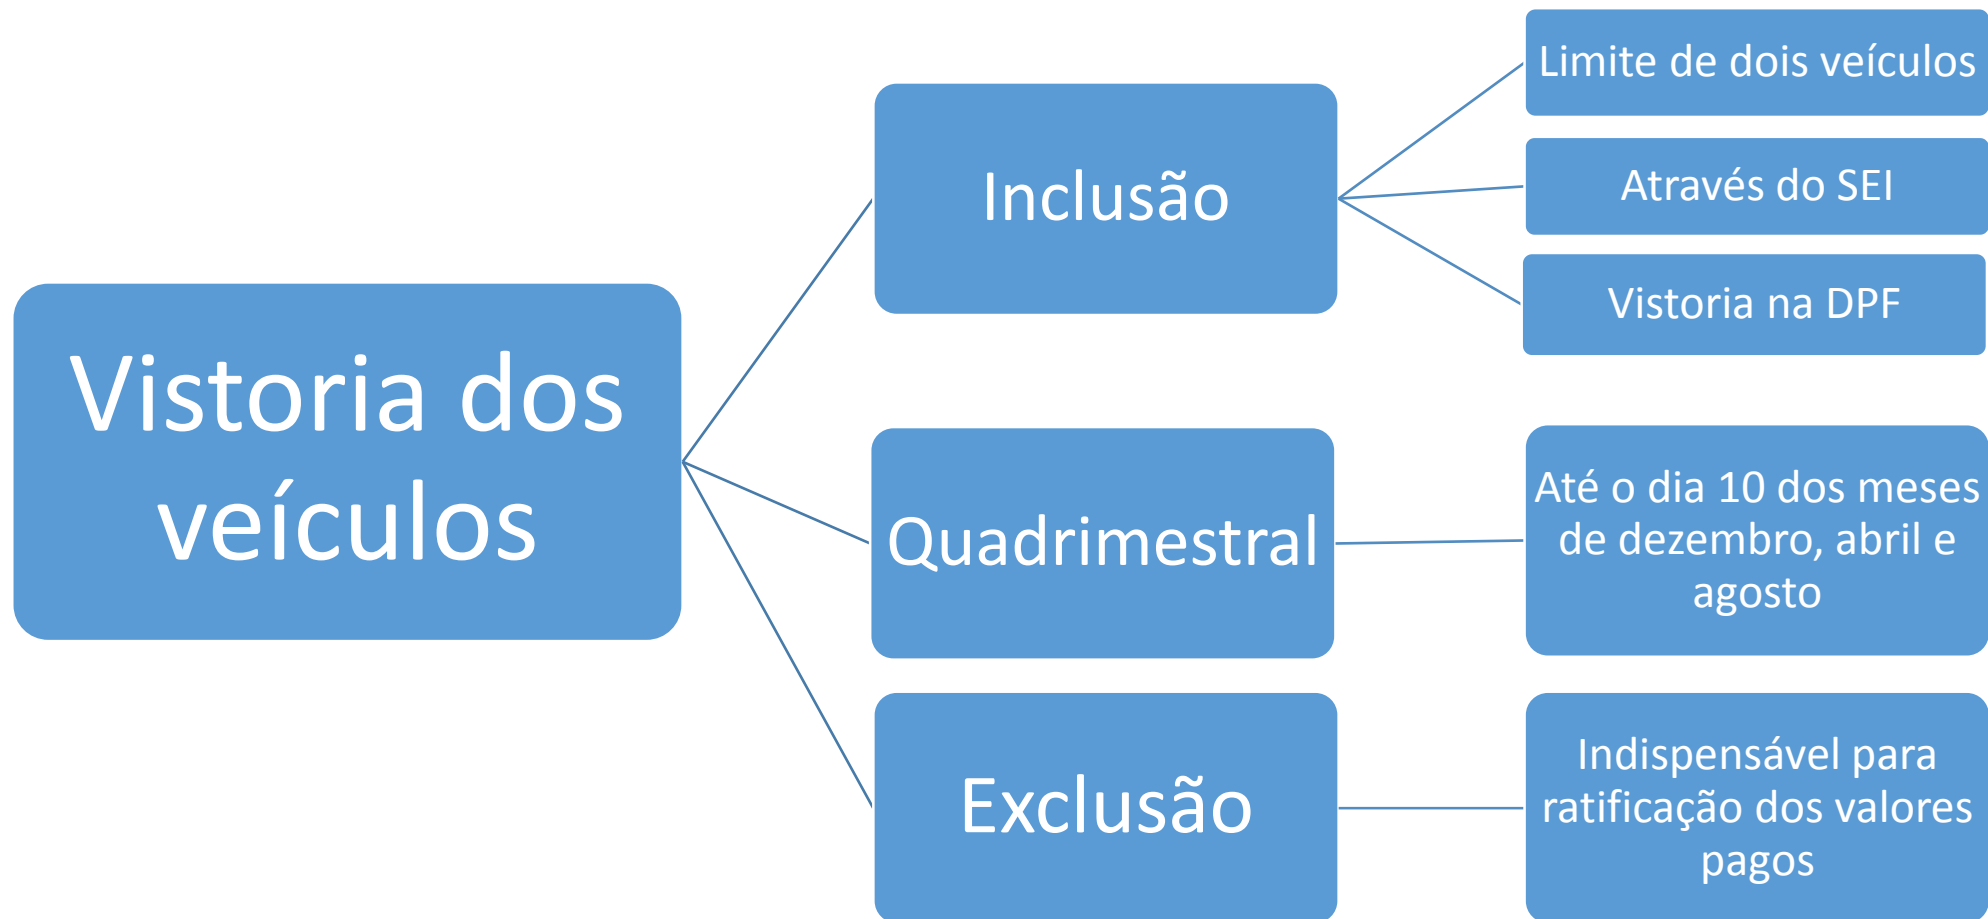 Vistoria dos
veículos
Inclusão
Limite de dois veículos
Através do SEI
Vistoria na DPF
Quadrimestral
Até o dia 10 dos meses
de dezembro, abril e
agosto
Exclusão
Indispensável para
ratificação dos valores
pagos